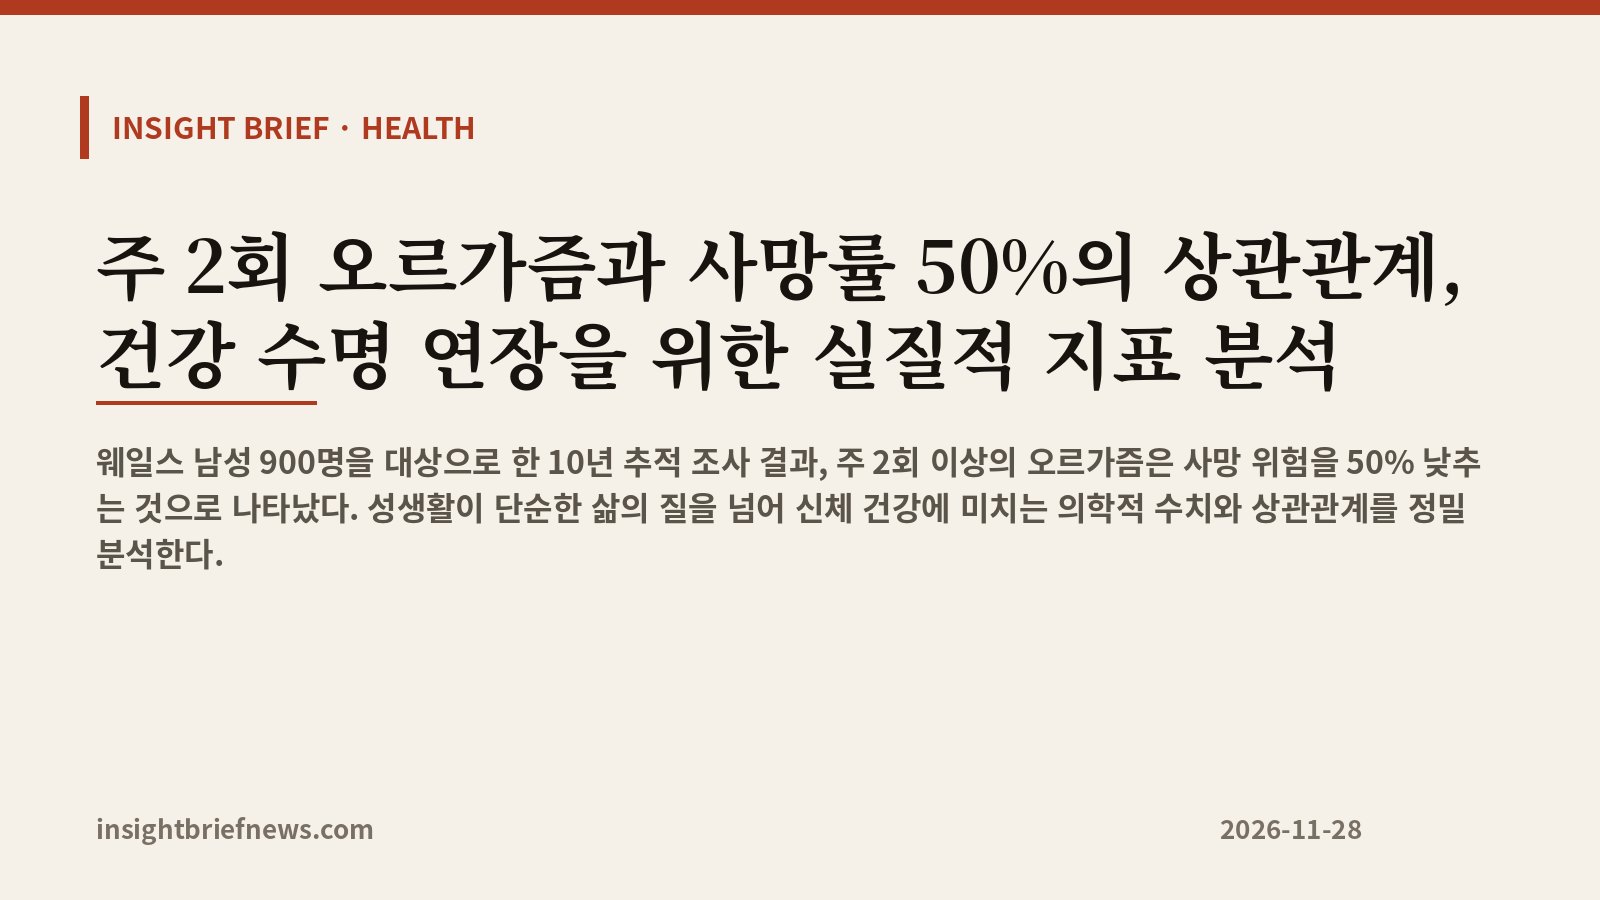 INSIGHT BRIEF · HEALTH
주 2회 오르가즘과 사망률 50%의 상관관계,
건강 수명 연장을 위한 실질적 지표 분석
웨일스 남성 900명을 대상으로 한 10년 추적 조사 결과, 주 2회 이상의 오르가즘은 사망 위험을 50% 낮추
는 것으로 나타났다. 성생활이 단순한 삶의 질을 넘어 신체 건강에 미치는 의학적 수치와 상관관계를 정밀
분석한다.
insightbriefnews.com
2026-11-28